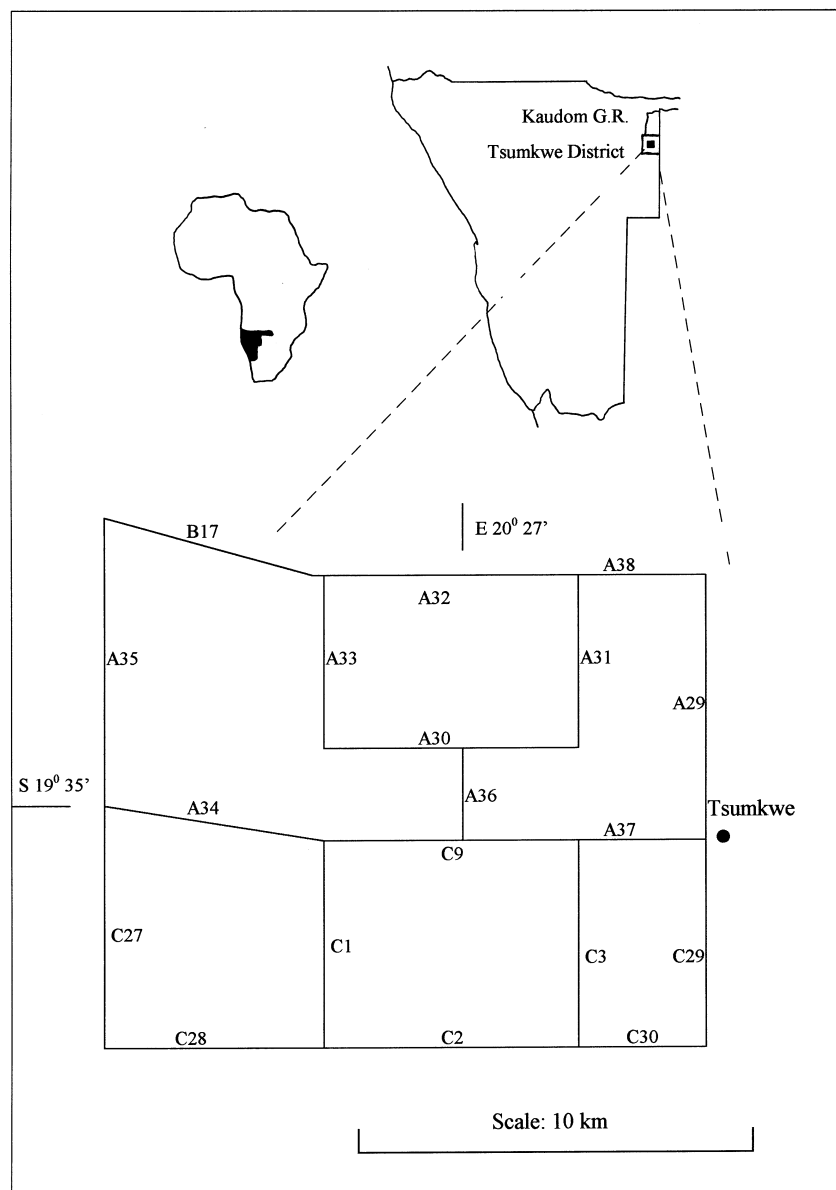 Kaudom G.R.
Tsumkwe District
E 20⁰ 27’
B17
A38
A32
A35
A33
A31
A29
A30
S 19⁰ 35’
A36
A34
Tsumkwe
A37
C9
C27
C1
C3
C29
C28
C2
C30
Scale: 10 km